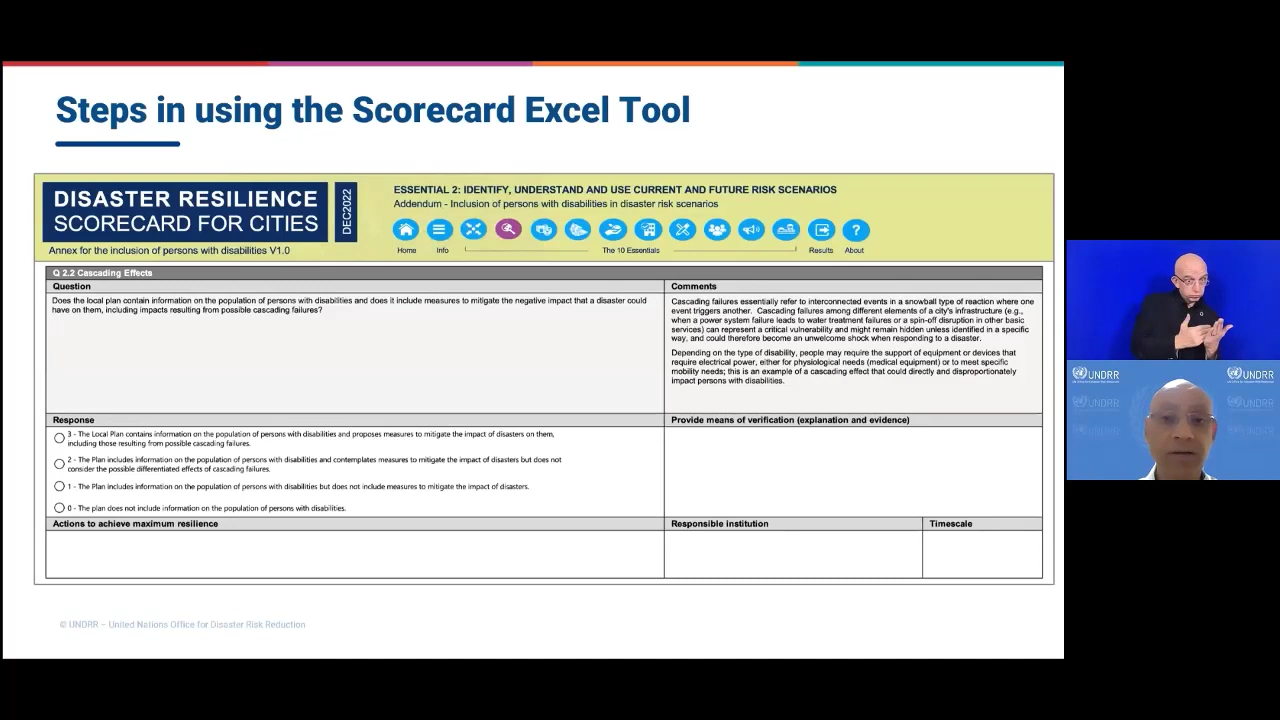 Steps in using the Scorecard Excel Tool
DISASTER RESILIENCE
SCORECARD FOR CITIES
DEC2022
Annex for the inclusion of persons with disabilities V1.0
ESSENTIAL 2: IDENTIFY, UNDERSTAND AND USE CURRENT AND FUTURE RISK SCENARIOS
Addendum - Inclusion of persons with disabilities in disaster risk scenarios
Home
Info
The 10 Essentials
Results
About
?
Q 2.2 Cascading Effects
Question
Does the local plan contain information on the population of persons with disabilities and does it include measures to mitigate the negative impact that a disaster could
have on them, including impacts resulting from possible cascading failures?
Comments
Cascading failures essentially refer to interconnected events in a snowball type of reaction where one
event triggers another. Cascading failures among different elements of a city's infrastructure (e.g.,
when a power system failure leads to water treatment failures or a spin-off disruption in other basic
services) can represent a critical vulnerability and might remain hidden unless identified in a specific
way, and could therefore become an unwelcome shock when responding to a disaster.
Depending on the type of disability, people may require the support of equipment or devices that
require electrical power, either for physiological needs (medical equipment) or to meet specific
mobility needs; this is an example of a cascading effect that could directly and disproportionately
impact persons with disabilities.
Response
3 - The Local Plan contains information on the population of persons with disabilities and proposes measures to mitigate the impact of disasters on them,
including those resulting from possible cascading failures.
2 - The Plan includes information on the population of persons with disabilities and contemplates measures to mitigate the impact of disasters but does not
consider the possible differentiated effects of cascading failures.
1 - The Plan includes information on the population of persons with disabilities but does not include measures to mitigate the impact of disasters.
0 - The plan does not include information on the population of persons with disabilities.
Provide means of verification (explanation and evidence)
Actions to achieve maximum resilience
Responsible institution
Timescale
© UNDRR – United Nations Office for Disaster Risk Reduction
UNDRR
UNDRR
UNDRR
UNDRR